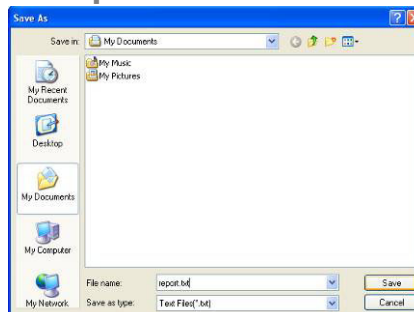 Save As
Save in: My Documents
My Music
My Pictures
My Recent
Documents
Desktop
My Documents
My Computer
My Network
File name: report.txt
Save as type: Text Files(*.txt)
Save
Cancel